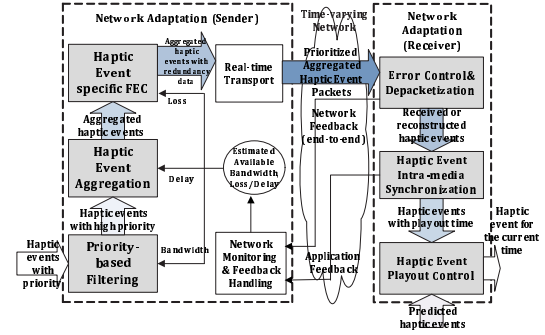 Network Adaptation (Sender)
Time-varying
Network
Network
Adaptation
(Receiver)
Haptic
Event
specific FEC
Aggregated
haptic
events with
redundancy
data
Real-time
Transport
Prioritized
Aggregated
Haptic Event
Packets
Error Control &
Depacketization
Loss
Aggregated
haptic events
Network
Feedback
(end-to-end)
Received or
reconstructed
haptic events
Haptic
Event
Aggregation
Estimated
Available
Bandwidth,
Loss/Delay
Delay
Haptic Event
Intra-media
Synchronization
Haptic events
with high priority
Haptic events
with playout time
Haptic
event for
the current
time
Haptic
events
with
priority
Priority-
based
Filtering
Bandwidth
Network
Monitoring
& Feedback
Handling
Application
Feedback
Haptic Event
Playout Control
Predicted
haptic events